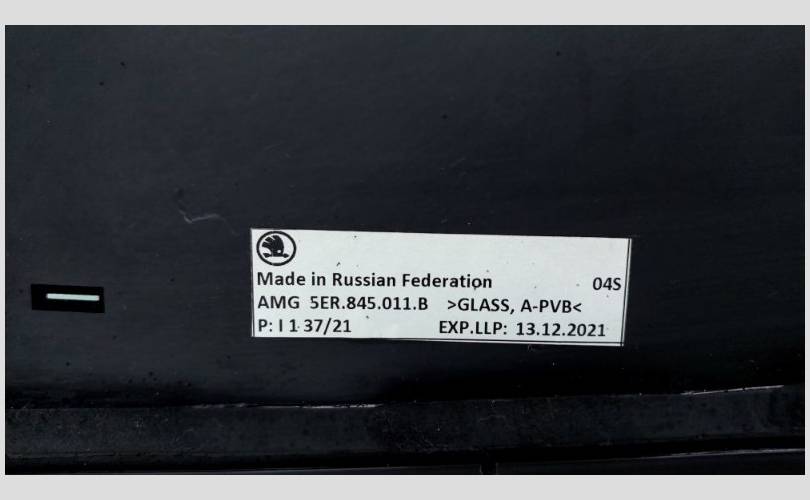 Made in Russian Federation 04S
AMG 5ER.845.011.B >GLASS, A-PVB<
P: I 1 37/21 EXP.LLP: 13.12.2021